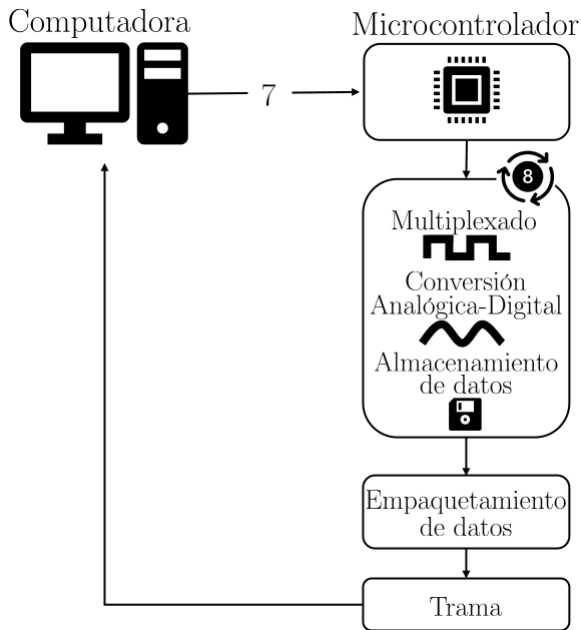 Computadora
Microcontrolador
7
8
Multiplexado
Conversión
Analógica-Digital
Almacenamiento
de datos
Empaquetamiento
de datos
Trama